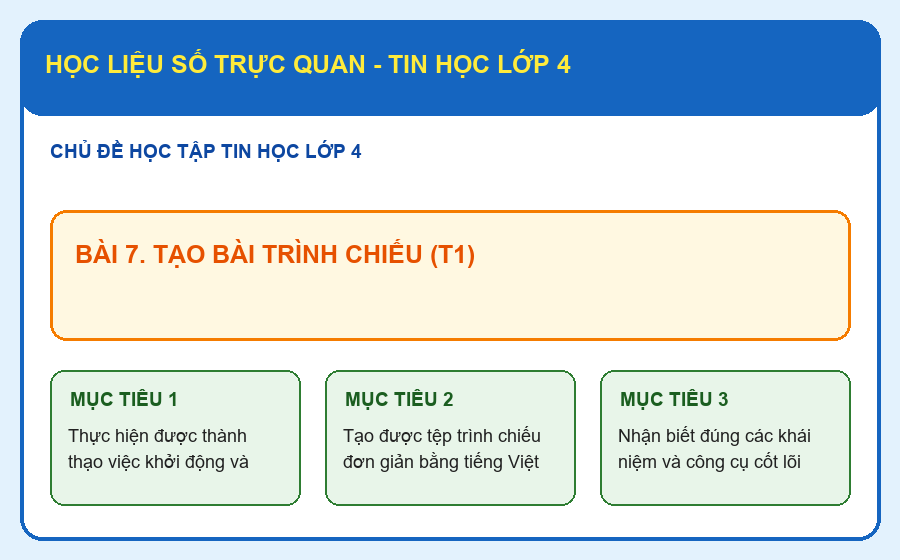 HỌC LIỆU SỐ TRỰC QUAN - TIN HỌC LỚP 4
CHỦ ĐỀ HỌC TẬP TIN HỌC LỚP 4
BÀI 7. TẠO BÀI TRÌNH CHIẾU (T1)
MỤC TIÊU 1
Thực hiện được thành
thạo việc khởi động và
MỤC TIÊU 2
Tạo được tệp trình chiếu
đơn giản bằng tiếng Việt
MỤC TIÊU 3
Nhận biết đúng các khái
niệm và công cụ cốt lõi